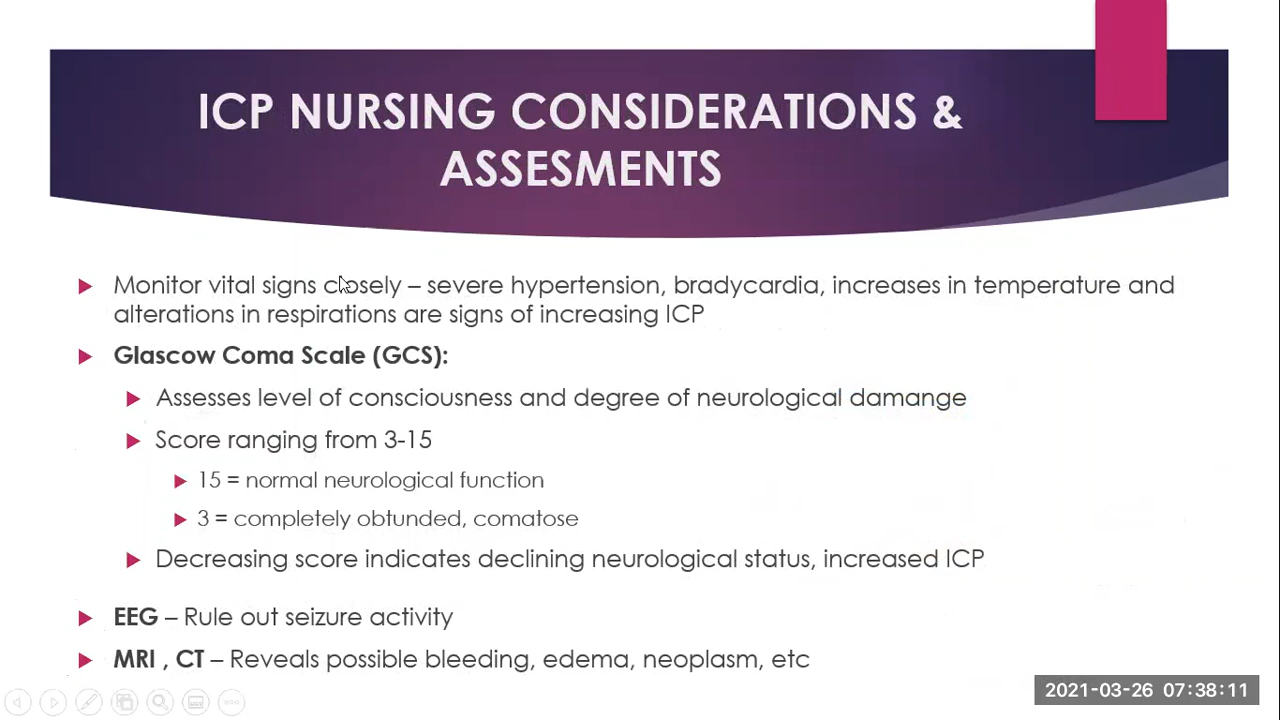 ICP NURSING CONSIDERATIONS &
ASSESMENTS
Monitor vital signs closely – severe hypertension, bradycardia, increases in temperature and
alterations in respirations are signs of increasing ICP
Glascow Coma Scale (GCS):
Assesses level of consciousness and degree of neurological damange
Score ranging from 3-15
15 = normal neurological function
3 = completely obtunded, comatose
Decreasing score indicates declining neurological status, increased ICP
EEG – Rule out seizure activity
MRI , CT – Reveals possible bleeding, edema, neoplasm, etc
2021-03-26 07:38:11